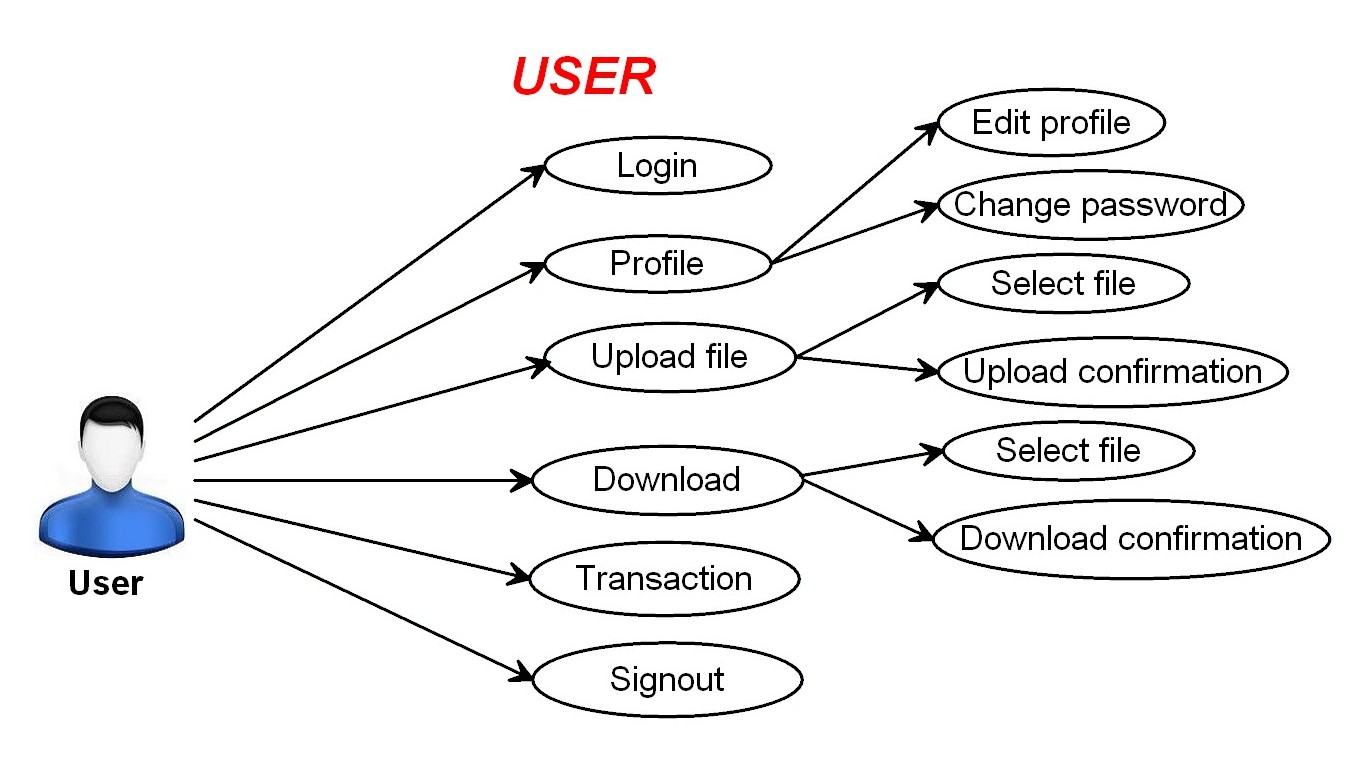 USER
Login
Profile
Upload file
Download
Transaction
Signout
Edit profile
Change password
Select file
Upload confirmation
Select file
Download confirmation
User